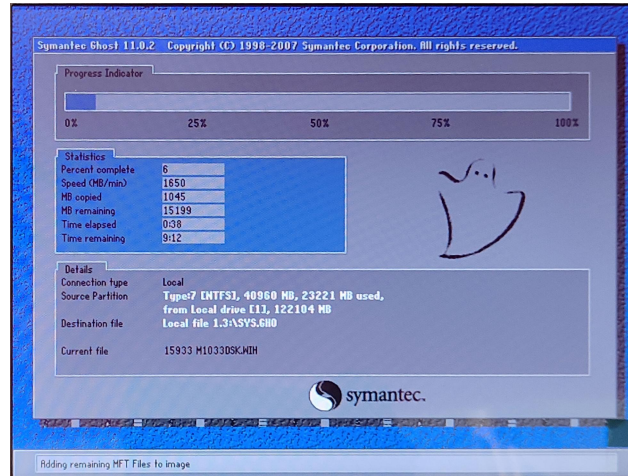 Symantec Ghost 11.0.2 Copyright (C) 1998-2007 Symantec Corporation. All rights reserved.
Progress Indicator
0% 25% 50% 75% 100%
Statistics
Percent complete 6
Speed (MB/min) 1650
MB copied 1045
MB remaining 15199
Time elapsed 0:38
Time remaining 9:12
Details
Connection type Local
Source Partition Type:7 [NTFS], 40960 MB, 23221 MB used,
from Local drive [1], 122104 MB
Destination file Local file 1.3:\SYS.GHO
Current file 15933 M1033DSK.WIH
symantec.
Adding remaining MFT Files to image